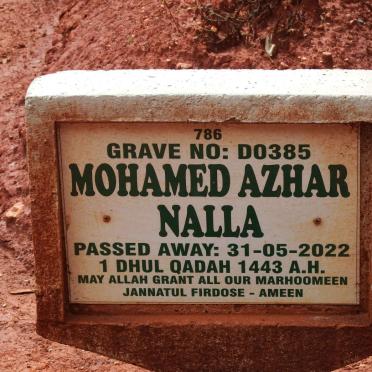 786
GRAVE NO: D0385
MOHAMED AZHAR
NALLA
PASSED AWAY: 31-05-2022
1 DHUL QADAH 1443 A.H.
MAY ALLAH GRANT ALL OUR MARHOOMEEN
JANNATUL FIRDOSE - AMEEN